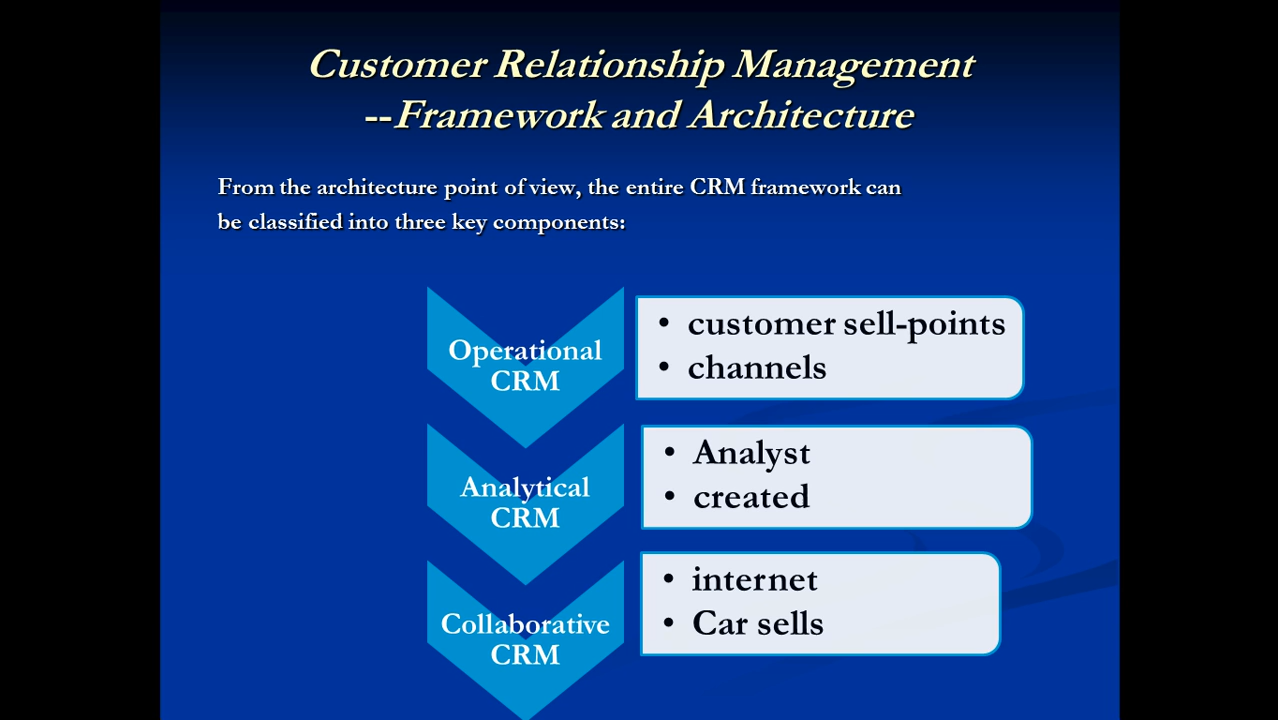 Customer Relationship Management
--Framework and Architecture
From the architecture point of view, the entire CRM framework can
be classified into three key components:
Operational
CRM
• customer sell-points
• channels
Analytical
CRM
• Analyst
• created
Collaborative
CRM
• internet
• Car sells